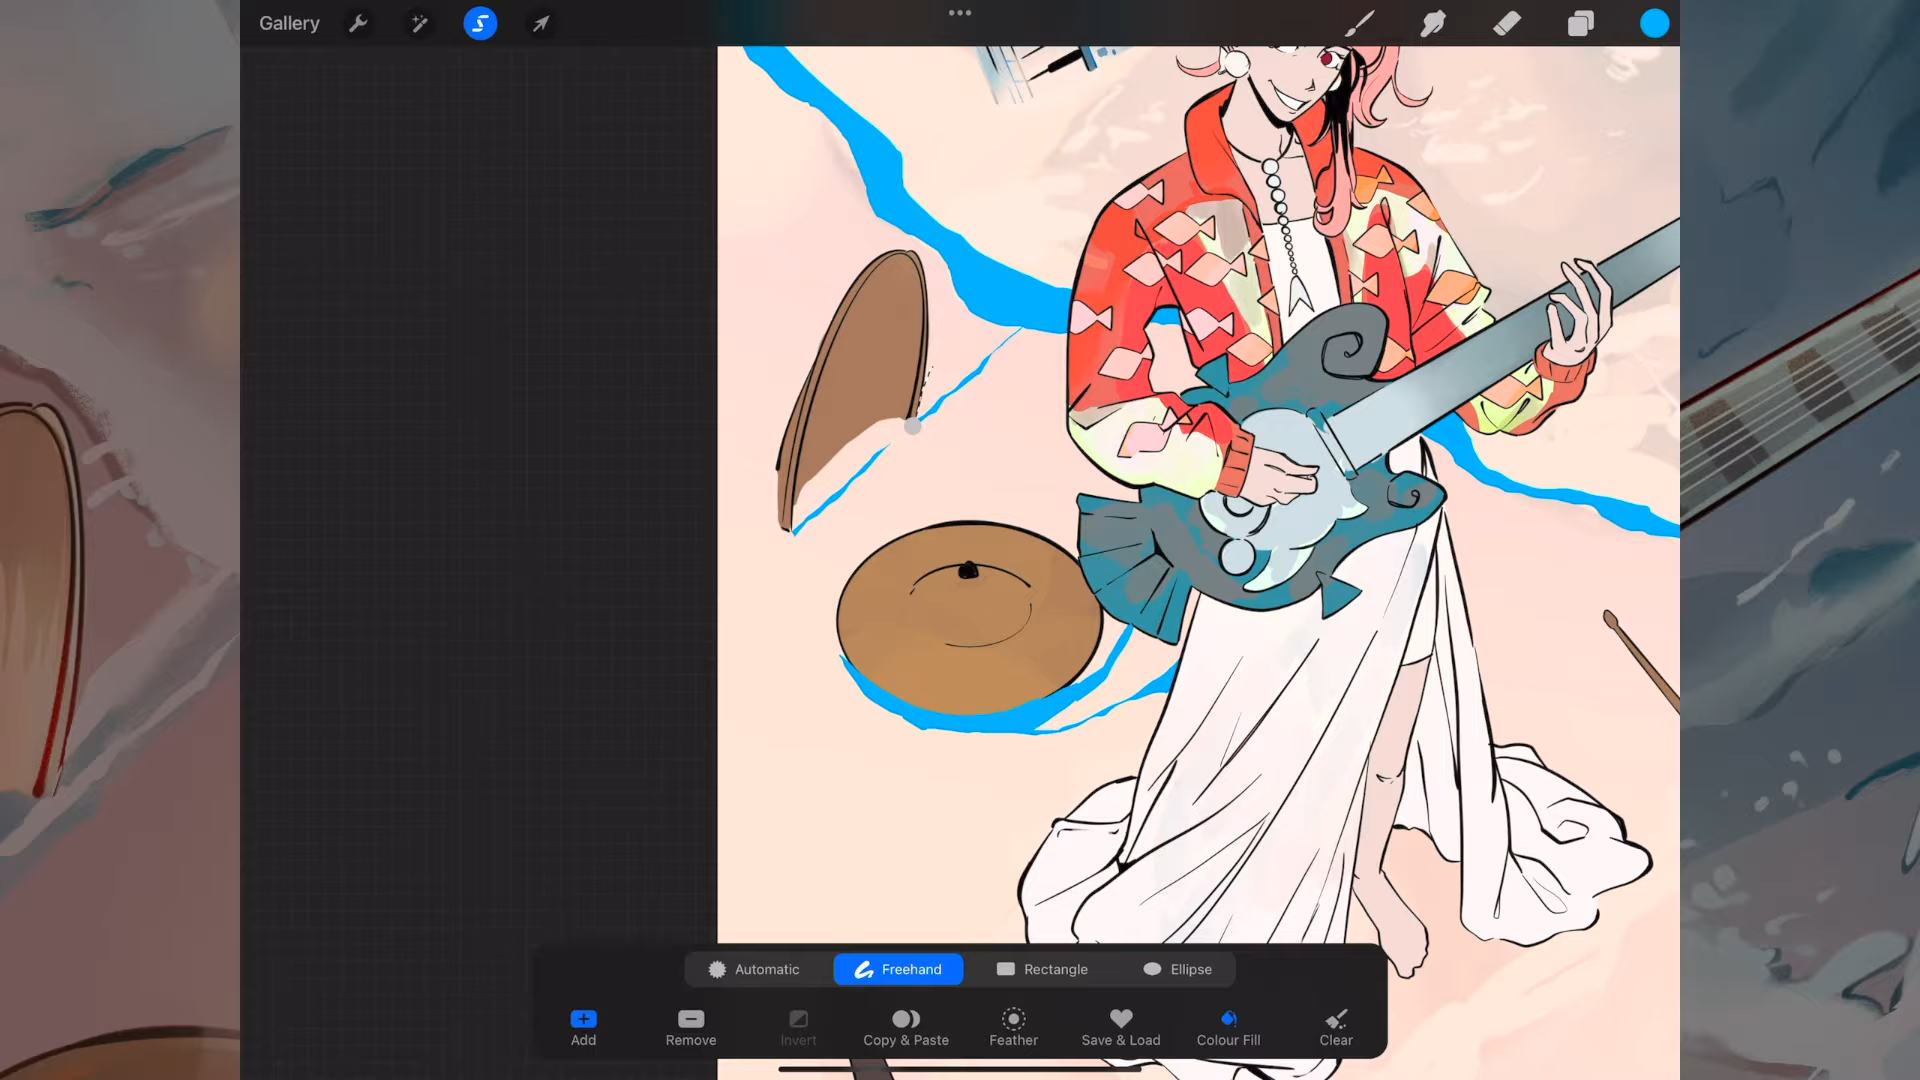 Gallery
Automatic Freehand Rectangle Ellipse
Add Remove Invert Copy & Paste Feather Save & Load Colour Fill Clear